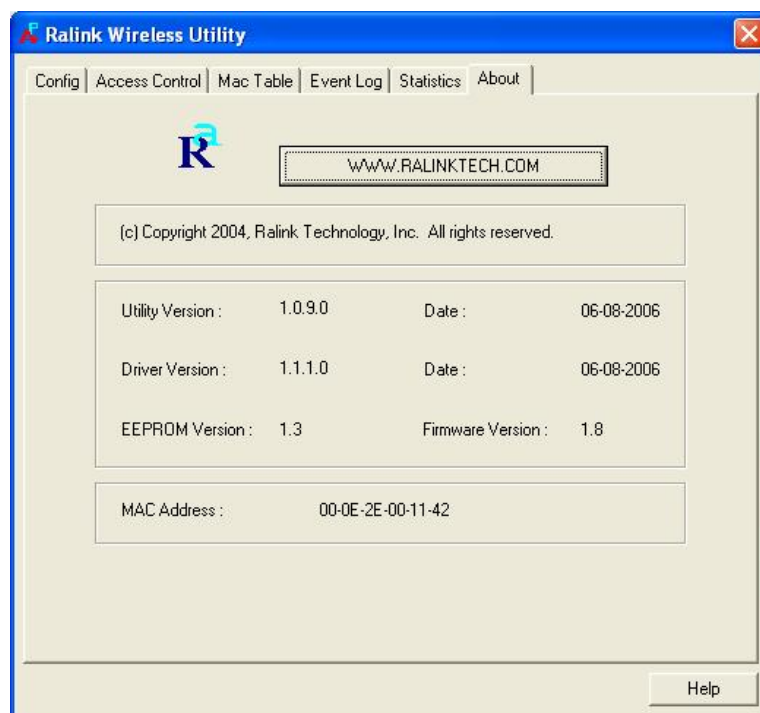 Ralink Wireless Utility
Config Access Control Mac Table Event Log Statistics About
Ra
WWW.RALINKTECH.COM
(c) Copyright 2004, Ralink Technology, Inc. All rights reserved.
Utility Version : 1.0.9.0 Date : 06-08-2006
Driver Version : 1.1.1.0 Date : 06-08-2006
EEPROM Version : 1.3 Firmware Version : 1.8
MAC Address : 00-0E-2E-00-11-42
Help